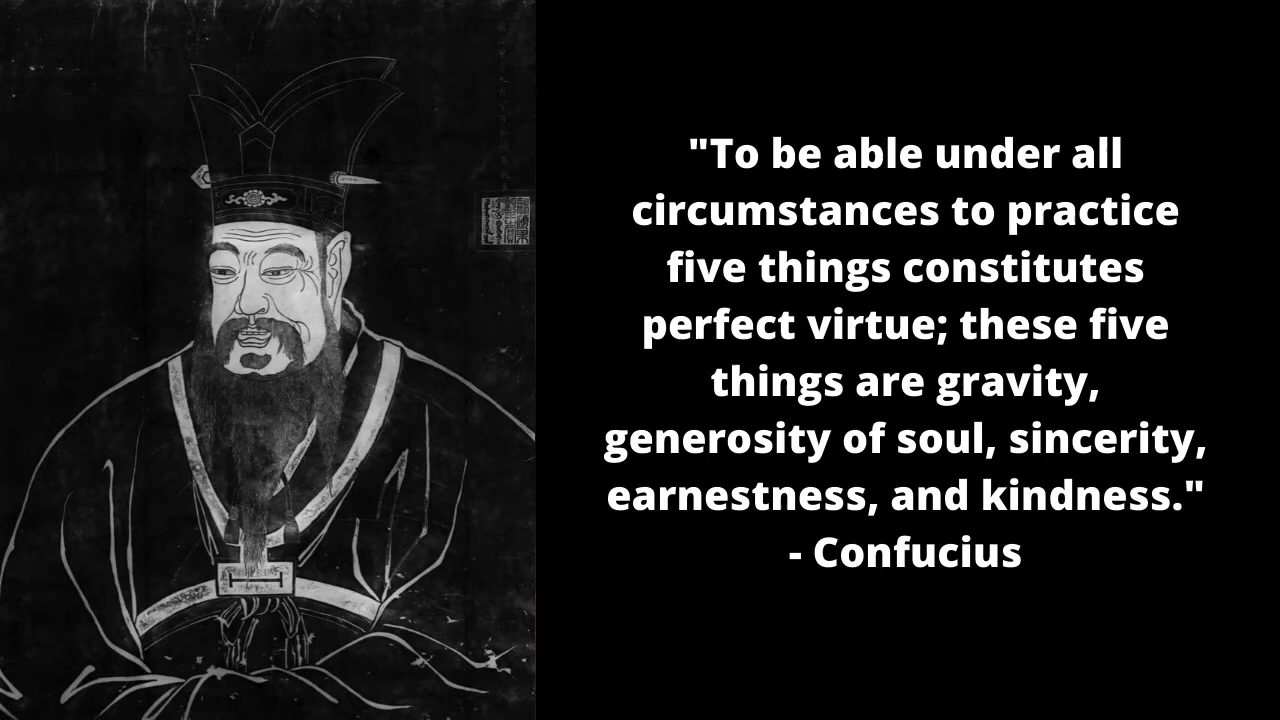 "To be able under all
circumstances to practice
five things constitutes
perfect virtue; these five
things are gravity,
generosity of soul, sincerity,
earnestness, and kindness."
- Confucius